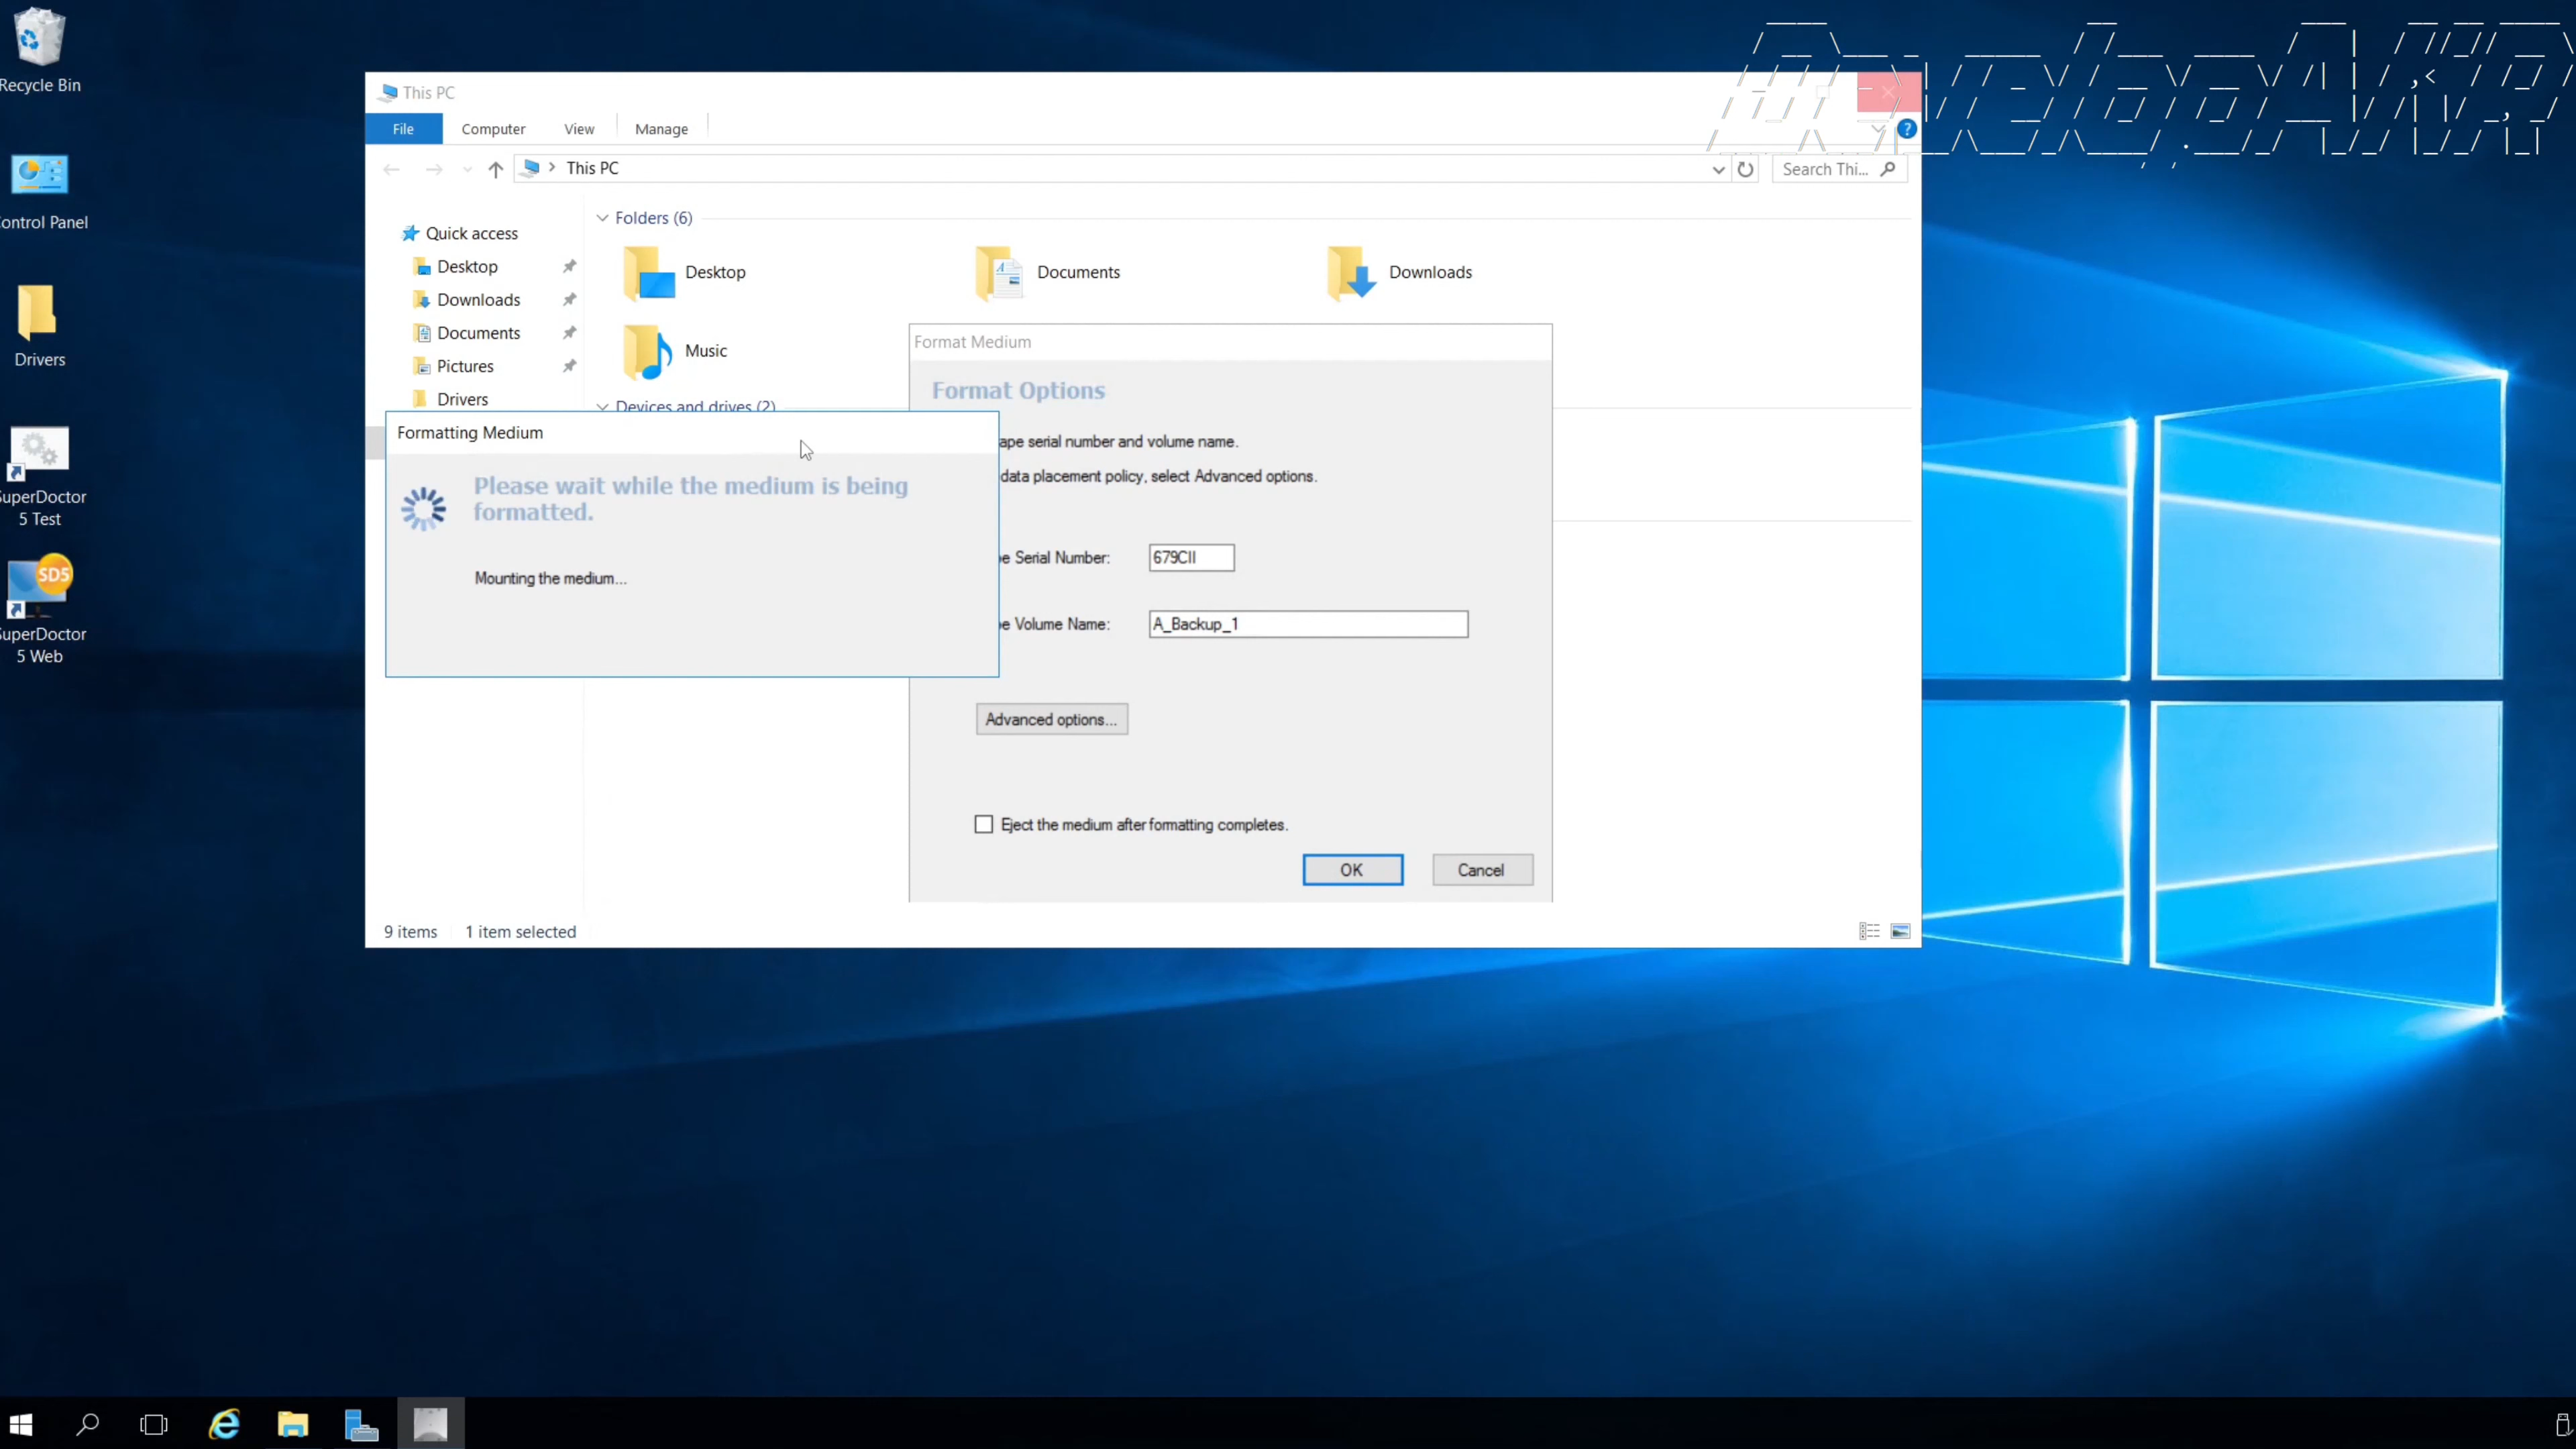 Recycle Bin
ontrol Panel
Drivers
SuperDoctor
5 Test
SD5
SuperDoctor
5 Web
This PC
File
Computer
View
Manage
This PC
Search Thi...
Quick access
Desktop
Downloads
Documents
Pictures
Drivers
Folders (6)
Desktop
Documents
Downloads
Music
Devices and drives (2)
Formatting Medium
Please wait while the medium is being
formatted.
Mounting the medium...
Format Medium
Format Options
ape serial number and volume name.
data placement policy, select Advanced options.
e Serial Number:
679CII
e Volume Name:
A_Backup_1
Advanced options...
Eject the medium after formatting completes.
OK
Cancel
9 items
1 item selected